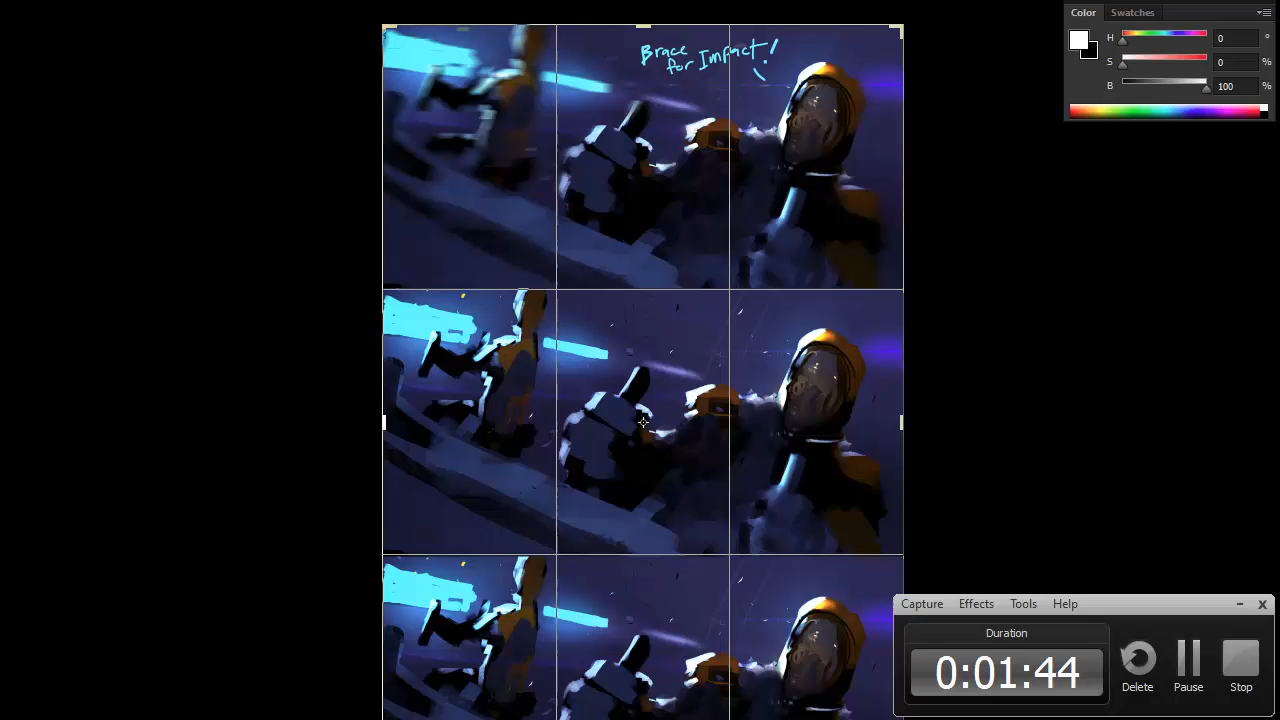 Color Swatches
H 0 °
S 0 %
B 100 %
Brace
for Impact!
Capture Effects Tools Help
Duration
0:01:44
Delete Pause Stop